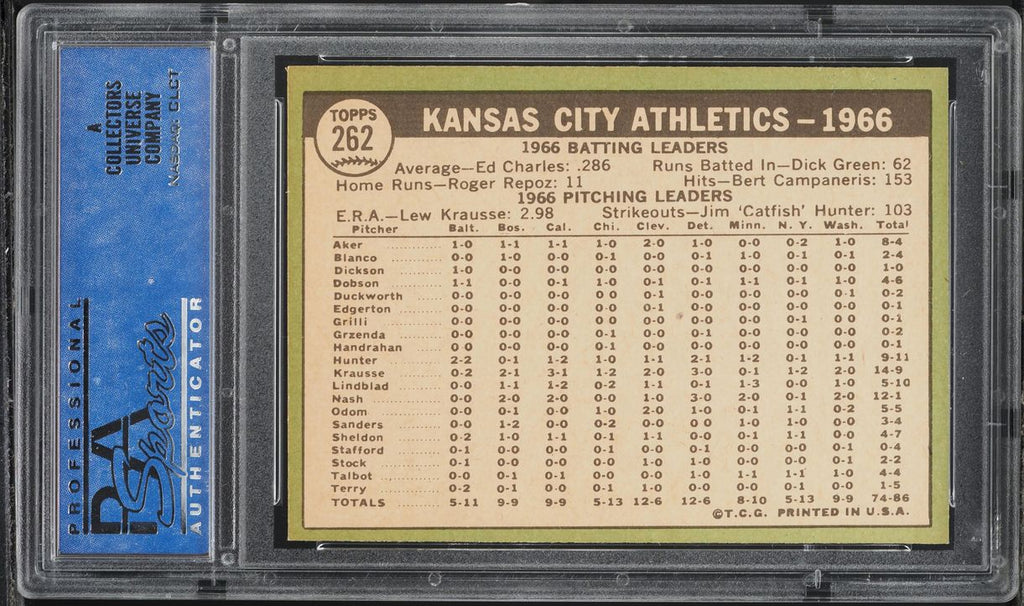 A
COLLECTORS
UNIVERSE
COMPANY
NASDAQ: CLCT
PROFESSIONAL
PSA
Sports
AUTHENTICATOR
TOPPS
262
KANSAS CITY ATHLETICS – 1966
1966 BATTING LEADERS
Average—Ed Charles: .286 Runs Batted In—Dick Green: 62
Home Runs—Roger Repoz: 11 Hits—Bert Campaneris: 153
1966 PITCHING LEADERS
E.R.A.—Lew Krausse: 2.98 Strikeouts—Jim 'Catfish' Hunter: 103
Pitcher Balt. Bos. Cal. Chi. Clev. Det. Minn. N. Y. Wash. Total
Aker 1-0 1-1 1-1 1-0 2-0 1-0 0-0 0-2 1-0 8-4
Blanco 0-0 1-0 0-0 0-1 0-0 0-1 1-0 0-1 0-1 2-4
Dickson 1-0 0-0 0-0 0-0 0-0 0-0 0-0 0-0 0-0 1-0
Dobson 1-1 0-0 0-0 1-0 0-1 0-1 1-1 0-1 1-0 4-6
Duckworth 0-0 0-0 0-0 0 0 0-1 0-0 0-0 0-0 0-1 0-2
Edgerton 0-0 0-1 0-0 0-0 0-0 0-0 0-0 0-0 0-0 0-1
Grilli 0-0 0-0 0-0 0-0 0-0 0-0 0-0 0-1 0-0 0-1
Grzenda 0-0 0-0 0-0 0-1 0-0 0-1 0-0 0-0 0-0 0-2
Handrahan 0-0 0-0 0-0 0-1 0-0 0-0 0-0 0-0 0-0 0-1
Hunter 2-2 0-1 1-2 1-0 1-1 2-1 1-2 0-1 1-1 9-11
Krausse 0-2 2-1 3-1 1-2 2-0 3-0 0-1 1-2 2-0 14-9
Lindblad 0-0 1-1 1-2 0-2 1-1 0-1 1-3 0-0 1-0 5-10
Nash 0-0 2-0 2-0 0-0 1-0 3-0 2-0 0-1 2-0 12-1
Odom 0-0 0-1 0-0 1-0 2-0 0-0 1-0 1-1 0-2 5-5
Sanders 0-0 1-2 0-0 0-2 0-0 0-0 1-0 1-0 0-0 3-4
Sheldon 0-2 1-0 1-1 0-1 1-1 0-0 0-1 1-1 0-0 4-7
Stafford 0-1 0-1 0-0 0-0 0-0 0-1 0-0 0-0 0-1 0-4
Stock 0-1 0-0 0-0 0-0 1-0 1-0 0-0 0-0 0-1 2-2
Talbot 0-1 0-0 0-0 0-0 1-0 1-0 1-1 1-1 1-0 4-4
Terry 0-2 0-1 0-1 0-1 1-0 0-0 0-0 0-0 0-0 1-5
TOTALS 5-11 9-9 9-9 5-13 12-6 12-6 8-10 5-13 9-9 74-86
©T.C.G. PRINTED IN U.S.A.